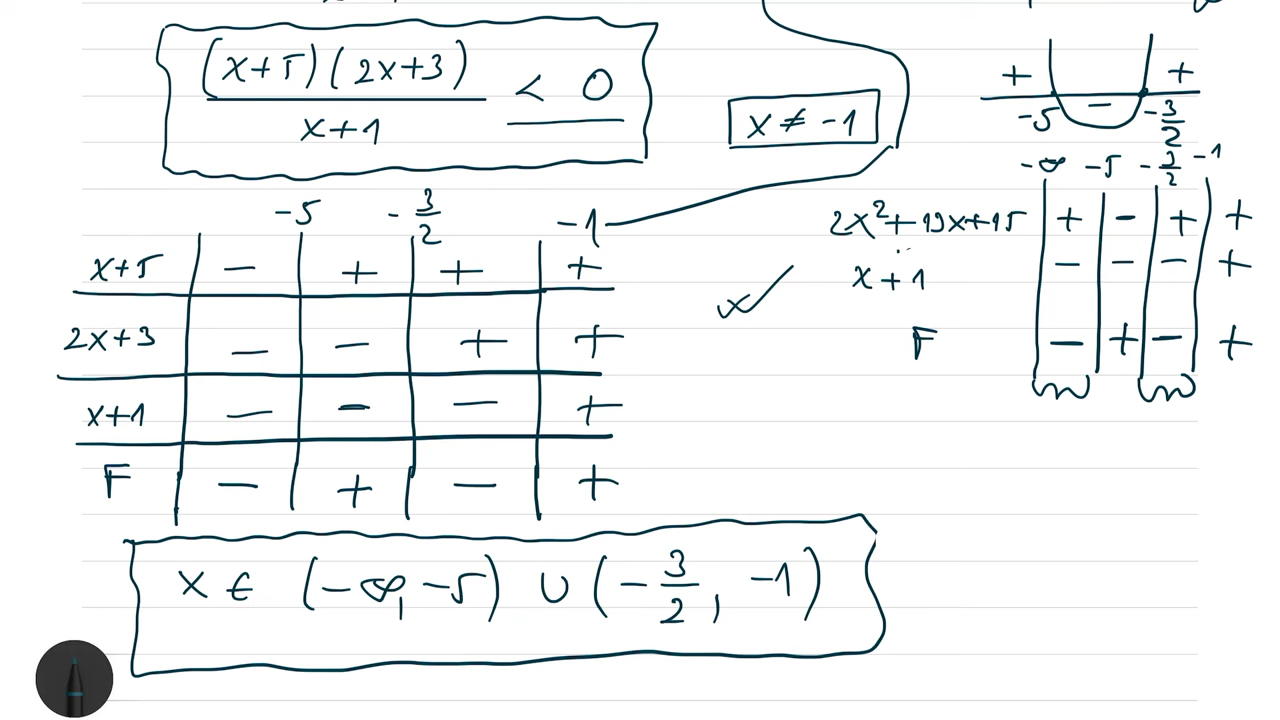 (x+5)(2x+3)
x+1
< 0
x ≠ -1
+ - +
-5 -3/2
-5 -3/2 -1
x+5 - + + +
2x+3 - - + +
x+1 - - - +
F - + - +
-∞ -5 -3/2 -1
2x²+13x+15 + - + +
x+1 - - - +
F - + - +
x ∈ (-∞, -5) ∪ (-3/2, -1)